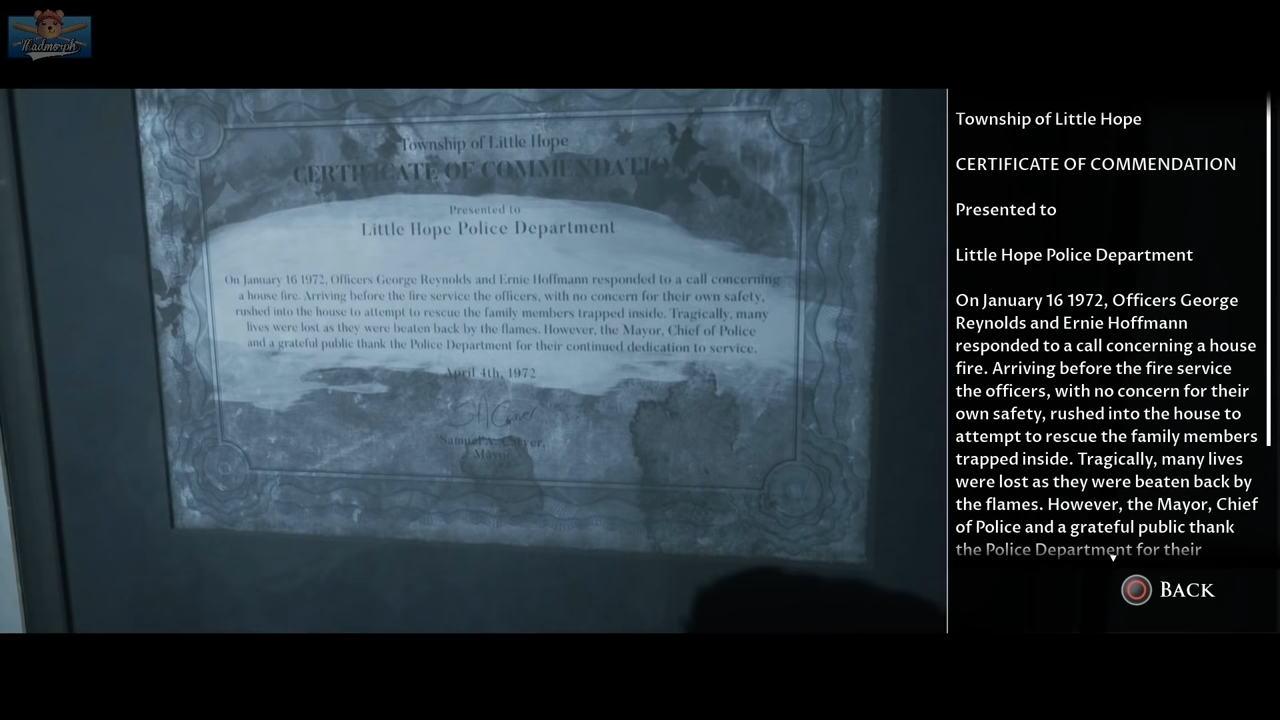 Madmorph
Township of Little Hope
CERTIFICATE OF COMMENDATIO
Presented to
Little Hope Police Department
On January 16 1972, Officers George Reynolds and Ernie Hoffmann responded to a call concerning
a house fire. Arriving before the fire service the officers, with no concern for their own safety,
rushed into the house to attempt to rescue the family members trapped inside. Tragically, many
lives were lost as they were beaten back by the flames. However, the Mayor, Chief of Police
and a grateful public thank the Police Department for their continued dedication to service.
April 4th, 1972
Samuel A. Carver,
Mayor
Township of Little Hope
CERTIFICATE OF COMMENDATION
Presented to
Little Hope Police Department
On January 16 1972, Officers George
Reynolds and Ernie Hoffmann
responded to a call concerning a house
fire. Arriving before the fire service
the officers, with no concern for their
own safety, rushed into the house to
attempt to rescue the family members
trapped inside. Tragically, many lives
were lost as they were beaten back by
the flames. However, the Mayor, Chief
of Police and a grateful public thank
the Police Department for their
BACK